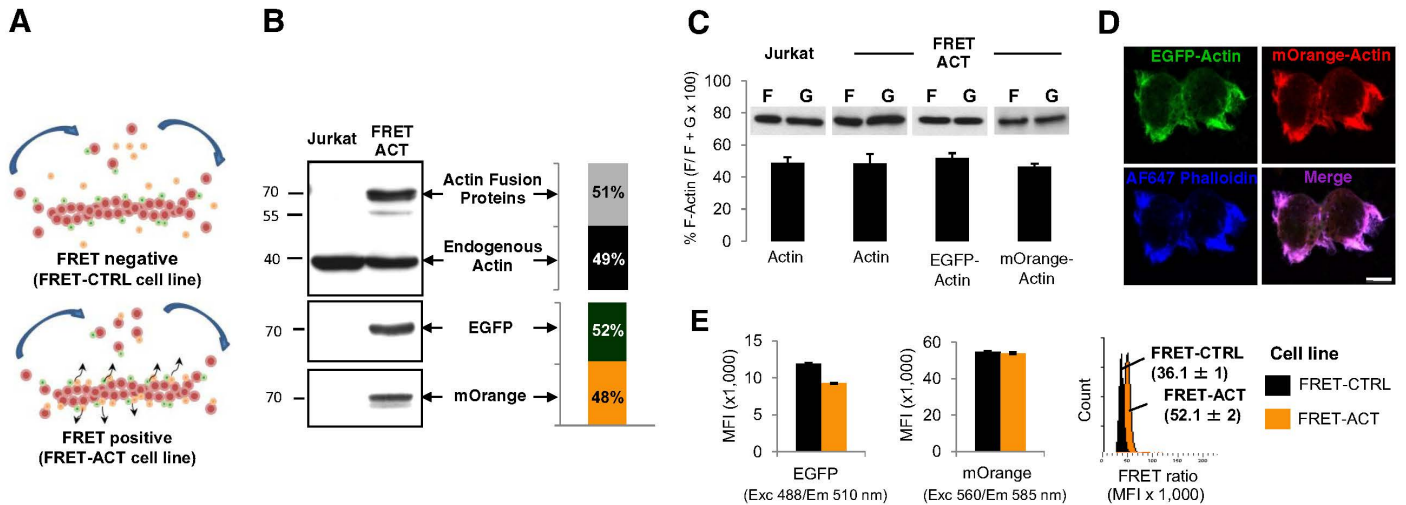 A
FRET negative
(FRET-CTRL cell line)
FRET positive
(FRET-ACT cell line)
B
Jurkat
FRET
ACT
70
55
40
70
70
Actin Fusion
Proteins
Endogenous
Actin
EGFP
mOrange
51%
49%
52%
48%
C
Jurkat
FRET
ACT
% F-Actin (F/ F + G x 100)
100
80
60
40
20
0
F G F G F G F G
Actin
Actin
EGFP-
Actin
mOrange-
Actin
D
EGFP-Actin
mOrange-Actin
AF647 Phalloidin
Merge
E
MFI (x1,000)
15
10
5
0
EGFP
(Exc 488/Em 510 nm)
MFI (x1,000)
60
40
20
0
mOrange
(Exc 560/Em 585 nm)
Count
FRET-CTRL
(36.1 ± 1)
FRET-ACT
(52.1 ± 2)
0 50 100 200
FRET ratio
(MFI x 1,000)
Cell line
FRET-CTRL
FRET-ACT